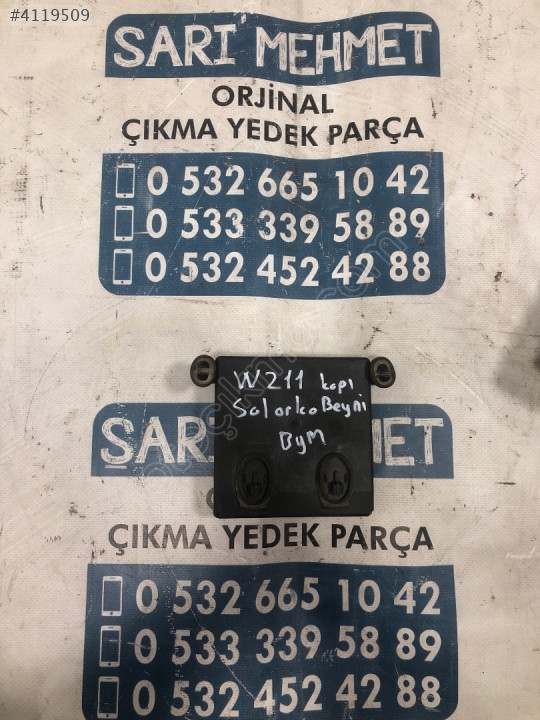 #4119509
SARI MEHMET
ORJİNAL
ÇIKMA YEDEK PARÇA
0 532 665 10 42
0 533 339 58 89
0 532 452 42 88
W211 kapı
Sol arka Beyni
ByM
SARI MEHMET
ÇIKMA YEDEK PARÇA
0 532 665 10 42
0 533 339 58 89
0 532 452 42 88